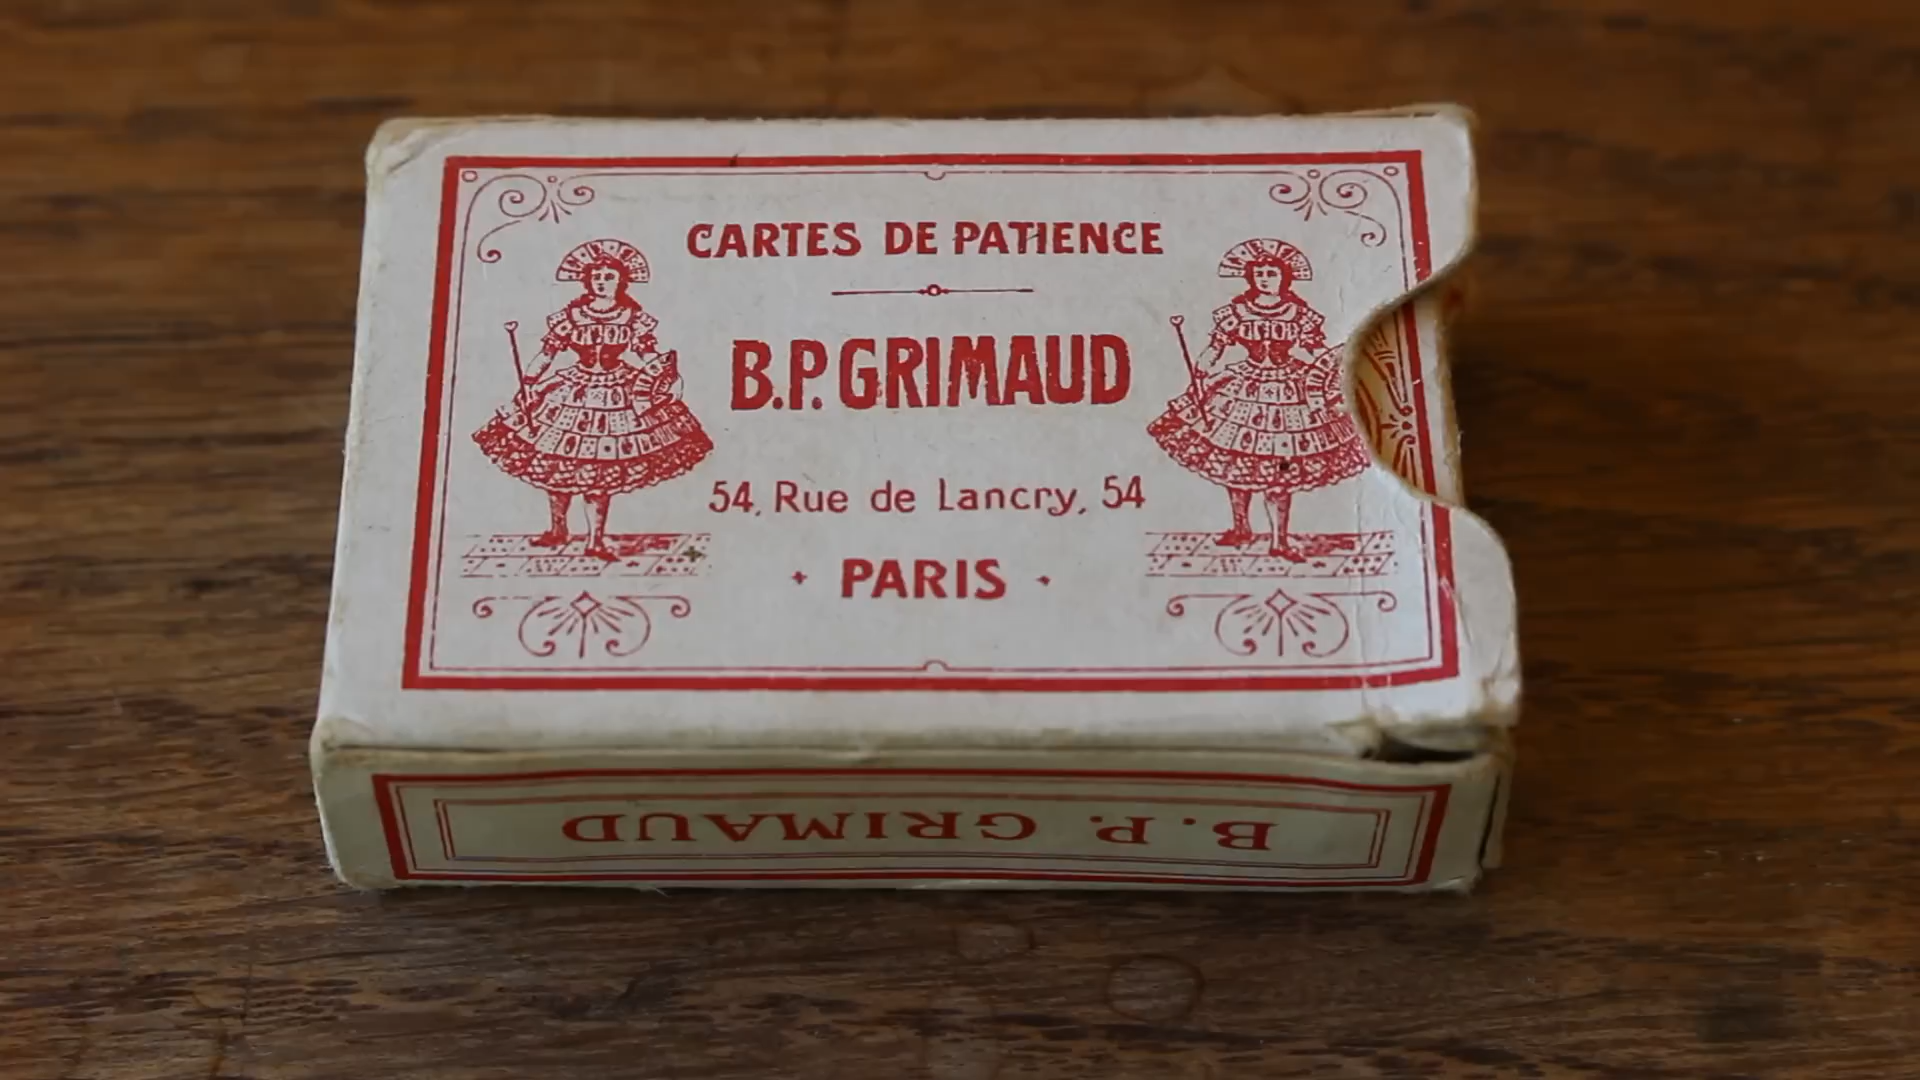 CARTES DE PATIENCE
B.P. GRIMAUD
54, Rue de Lancry, 54
PARIS
B. P. GRIMAUD